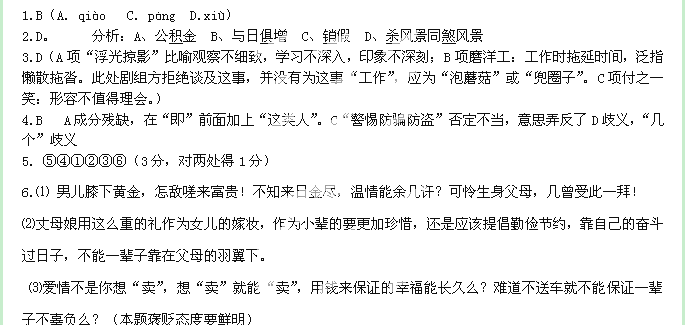 1.B（A. qiào   C. páng  D.xiù）
2.D。    分析：A、公积金  B、与日俱增  C、销假  D、杀风景同煞风景
3.D（A 项“浮光掠影”比喻观察不细致，学习不深入，印象不深刻；B 项磨洋工：工作时拖延时间，泛指
懒散拖沓。此处剧组方拒绝谈及这事，并没有为这事“工作”，应为“泡蘑菇”或“兜圈子”。C 项付之一
笑：形容不值得理会。）
4.B   A 成分残缺，在“即”前面加上“这类人”。C“警惕防骗防盗”否定不当，意思弄反了 D 歧义，“几
个”歧义
5. ⑤④①②③⑥（3 分，对两处得 1 分）
6.⑴ 男儿膝下黄金，怎敌嗟来富贵！不知来日金尽，温情能余几许？可怜生身父母，几曾受此一拜！
⑵丈母娘用这么重的礼作为女儿的嫁妆，作为小辈的要更加珍惜，还是应该提倡勤俭节约，靠自己的奋斗
过日子，不能一辈子靠在父母的羽翼下。
⑶爱情不是你想“卖”，想“卖”就能“卖”，用钱来保证的幸福能长久么？难道不送车就不能保证一辈
子不辜负么？（本题褒贬态度要鲜明）